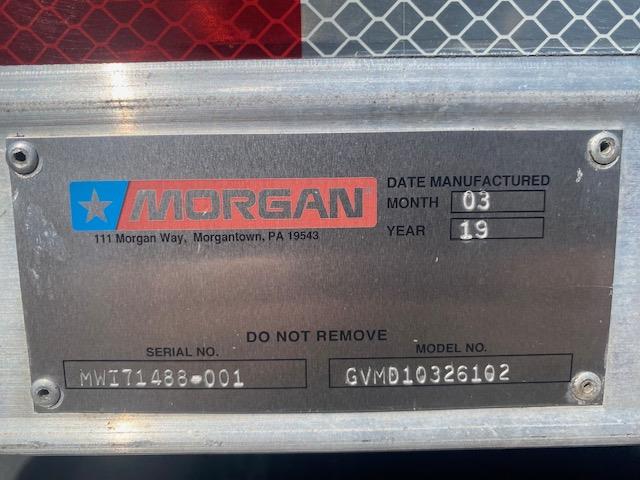 MORGAN
111 Morgan Way, Morgantown, PA 19543
DATE MANUFACTURED
MONTH 03
YEAR 19
DO NOT REMOVE
SERIAL NO.
MWI71488-001
MODEL NO.
GVMD10326102